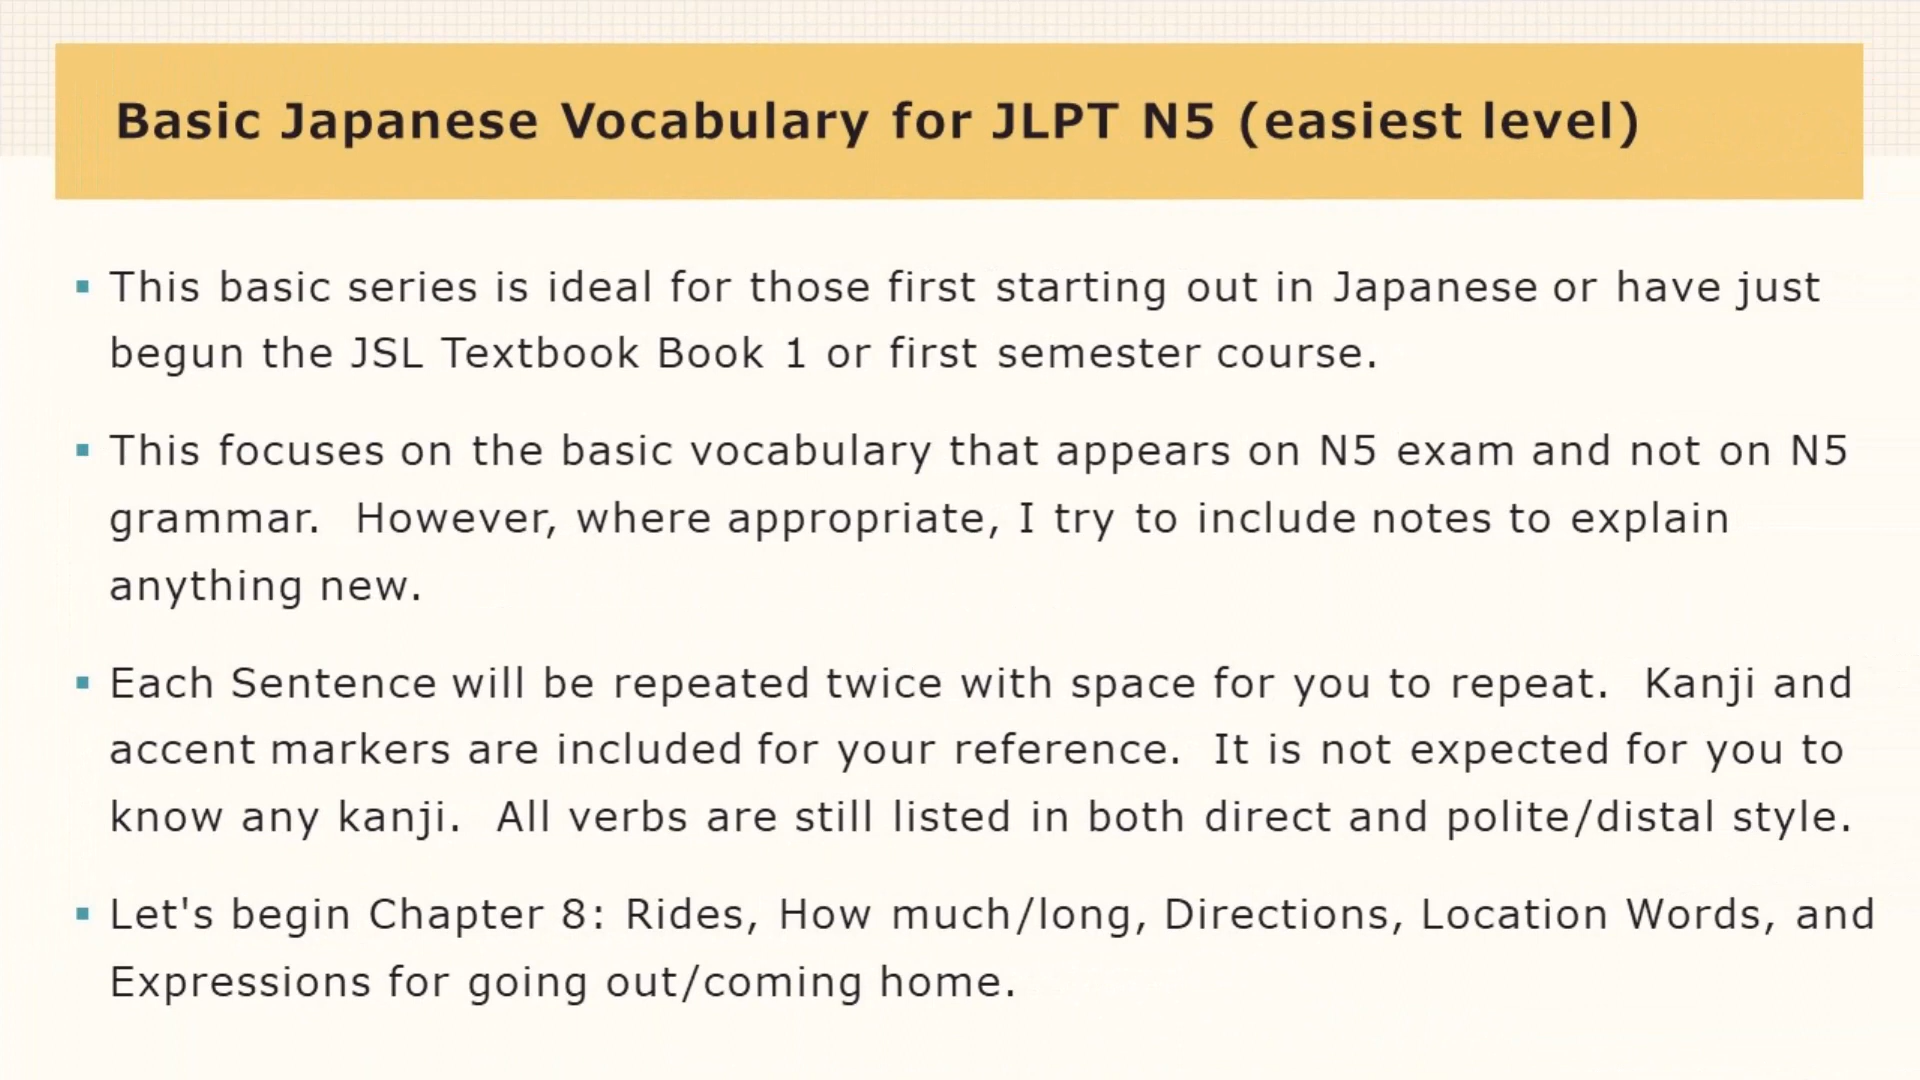 Basic Japanese Vocabulary for JLPT N5 (easiest level)
This basic series is ideal for those first starting out in Japanese or have just
begun the JSL Textbook Book 1 or first semester course.
This focuses on the basic vocabulary that appears on N5 exam and not on N5
grammar.  However, where appropriate, I try to include notes to explain
anything new.
Each Sentence will be repeated twice with space for you to repeat.  Kanji and
accent markers are included for your reference.  It is not expected for you to
know any kanji.  All verbs are still listed in both direct and polite/distal style.
Let's begin Chapter 8: Rides, How much/long, Directions, Location Words, and
Expressions for going out/coming home.